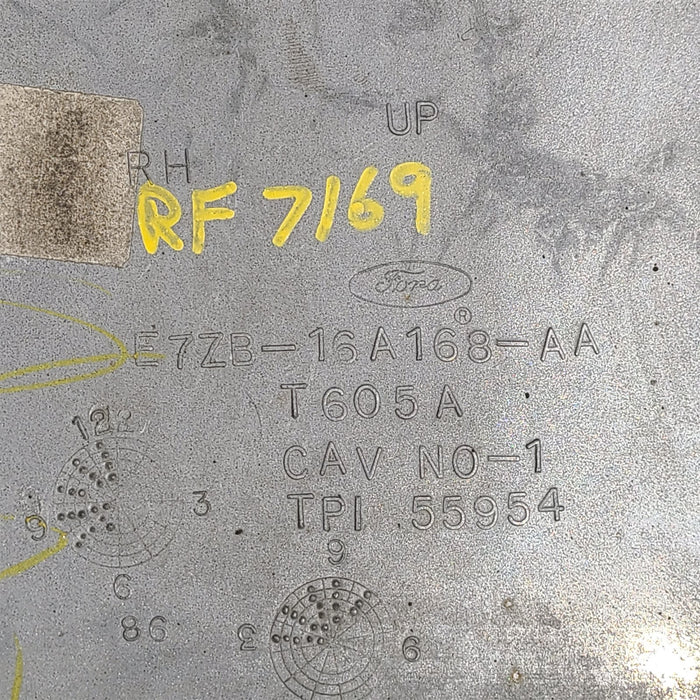 UP
RH
RF 7169
Ford
®
E7ZB-16A168-AA
T605A
CAV NO-1
TPI 55954
12
3
6
9
9
86
3
6